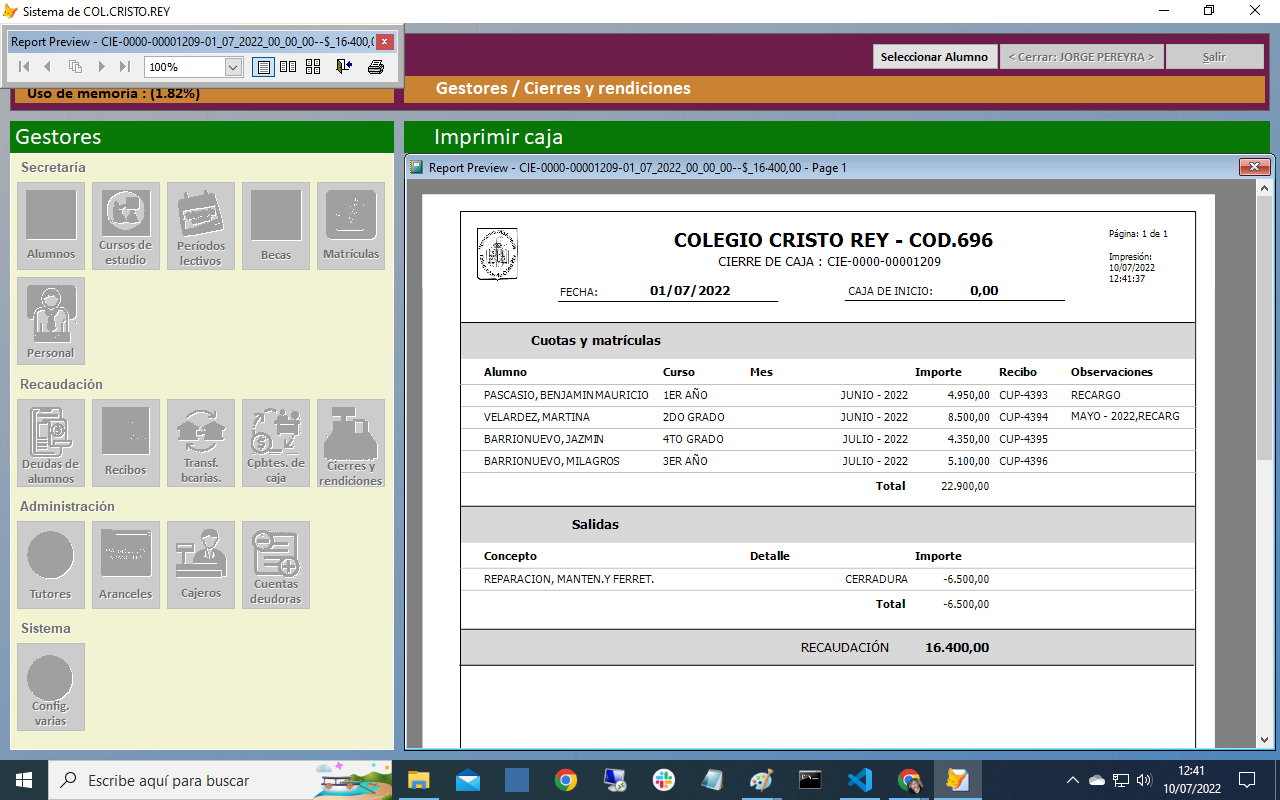 Sistema de COL.CRISTO.REY
Report Preview - CIE-0000-00001209-01_07_2022_00_00_00--$_16.400,0
100%
Seleccionar Alumno
< Cerrar: JORGE PEREYRA >
Salir
Uso de memoria : (1.82%)
Gestores / Cierres y rendiciones
Gestores
Secretaría
Alumnos
Cursos de estudio
Períodos lectivos
Becas
Matrículas
Personal
Recaudación
Deudas de alumnos
Recibos
Transf. bcarias.
Cpbtes. de caja
Cierres y rendiciones
Administración
Tutores
Aranceles
Cajeros
Cuentas deudoras
Sistema
Config. varias
Imprimir caja
Report Preview - CIE-0000-00001209-01_07_2022_00_00_00--$_16.400,00 - Page 1
COLEGIO CRISTO REY - COD.696
CIERRE DE CAJA : CIE-0000-00001209
Página: 1 de 1
Impresión:
10/07/2022
12:41:37
FECHA: 01/07/2022 CAJA DE INICIO: 0,00
Cuotas y matrículas
Alumno Curso Mes Importe Recibo Observaciones
PASCASIO, BENJAMIN MAURICIO 1ER AÑO JUNIO - 2022 4.950,00 CUP-4393 RECARGO
VELARDEZ, MARTINA 2DO GRADO JUNIO - 2022 8.500,00 CUP-4394 MAYO - 2022,RECARG
BARRIONUEVO, JAZMIN 4TO GRADO JULIO - 2022 4.350,00 CUP-4395
BARRIONUEVO, MILAGROS 3ER AÑO JULIO - 2022 5.100,00 CUP-4396
Total 22.900,00
Salidas
Concepto Detalle Importe
REPARACION, MANTEN.Y FERRET. CERRADURA -6.500,00
Total -6.500,00
RECAUDACIÓN 16.400,00
Escribe aquí para buscar
12:41
10/07/2022